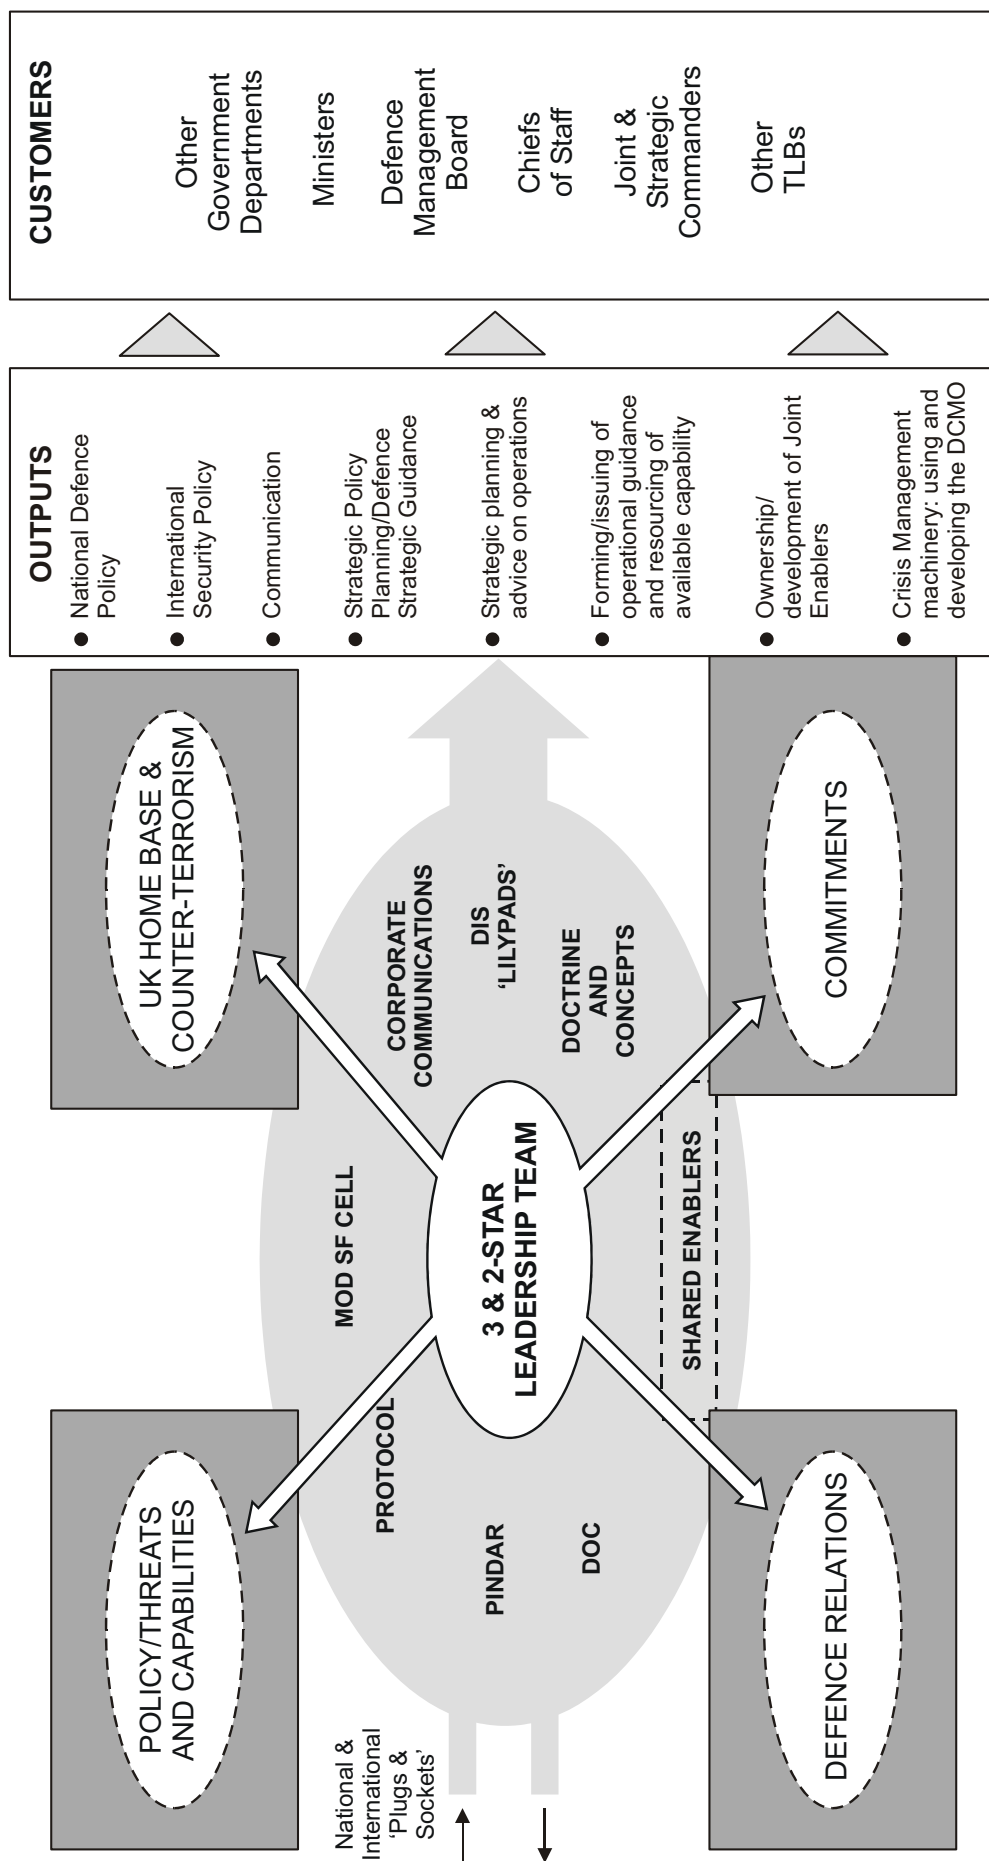 POLICY/THREATS
AND CAPABILITIES
UK HOME BASE &
COUNTER-TERRORISM
National &
International
‘Plugs &
Sockets’
PROTOCOL
MOD SF CELL
CORPORATE
COMMUNICATIONS
PINDAR
3 & 2-STAR
LEADERSHIP TEAM
DIS
‘LILYPADS’
DOC
DOCTRINE
AND
CONCEPTS
SHARED ENABLERS
DEFENCE RELATIONS
COMMITMENTS
OUTPUTS
● National Defence
Policy
● International
Security Policy
● Communication
● Strategic Policy
Planning/Defence
Strategic Guidance
● Strategic planning &
advice on operations
● Forming/issuing of
operational guidance
and resourcing of
available capability
● Ownership/
development of Joint
Enablers
● Crisis Management
machinery: using and
developing the DCMO
CUSTOMERS
Other
Government
Departments
Ministers
Defence
Management
Board
Chiefs
of Staff
Joint &
Strategic
Commanders
Other
TLBs